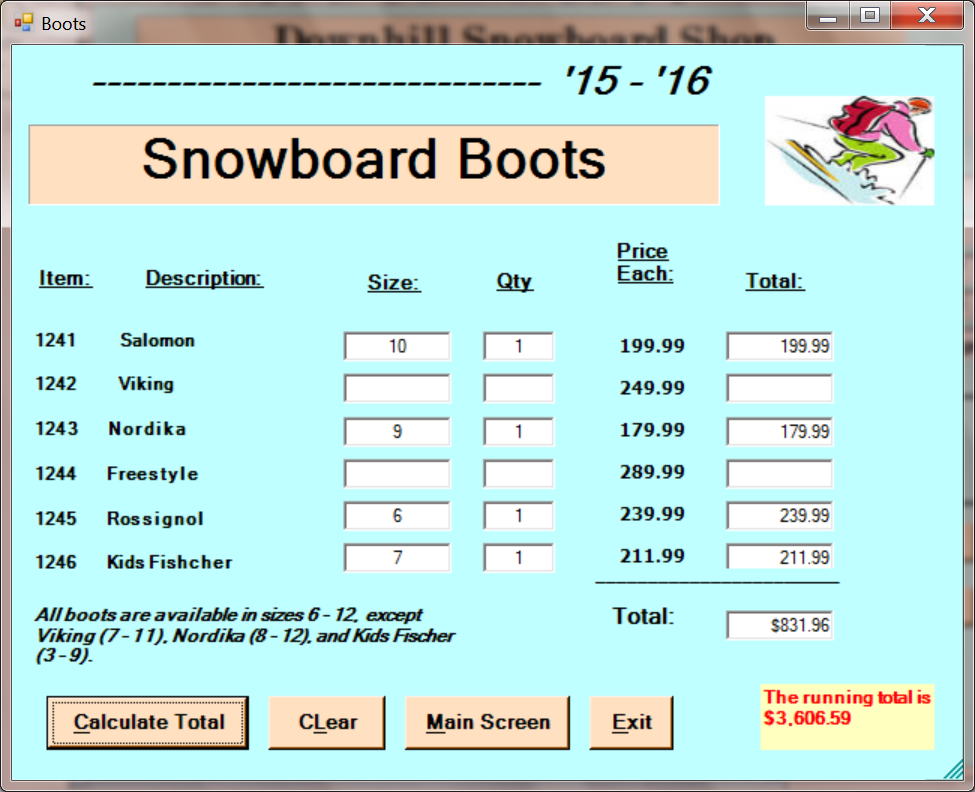 Boots
Downhill Snowboard Shop
------------------------------ '15 - '16
Snowboard Boots
Item: Description: Size: Qty Price Each: Total:
1241 Salomon 10 1 199.99 199.99
1242 Viking 249.99
1243 Nordika 9 1 179.99 179.99
1244 Freestyle 289.99
1245 Rossignol 6 1 239.99 239.99
1246 Kids Fishcher 7 1 211.99 211.99
All boots are available in sizes 6 - 12, except
Viking (7 - 11), Nordika (8 - 12), and Kids Fischer
(3 - 9).
Total: $831.96
Calculate Total CLear Main Screen Exit
The running total is
$3,606.59